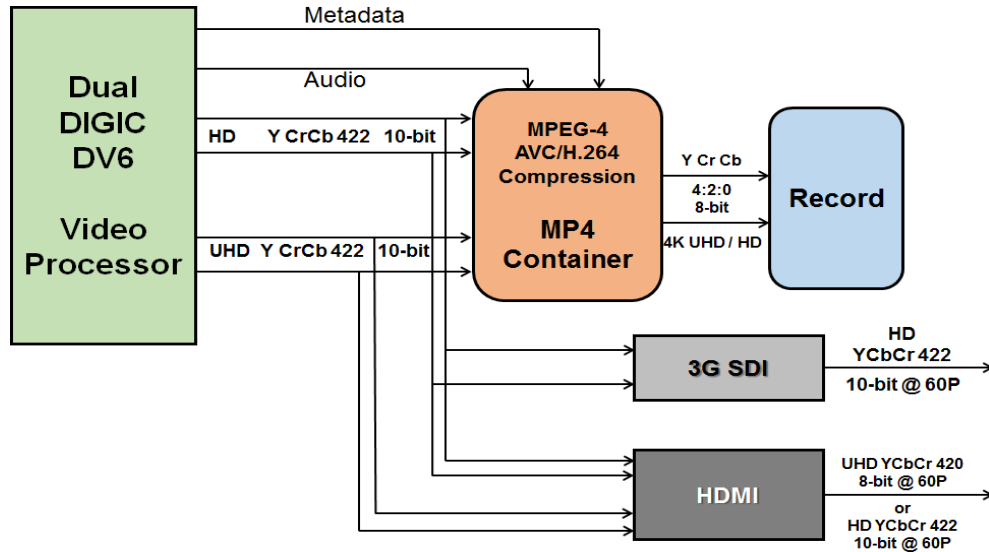 Metadata
Audio
Dual
DIGIC
DV6
Video
Processor
HD Y CrCb 422 10-bit
UHD Y CrCb 422 10-bit
MPEG-4
AVC/H.264
Compression
MP4
Container
Y Cr Cb
4:2:0
8-bit
4K UHD / HD
Record
3G SDI
HD
YCbCr 422
10-bit @ 60P
HDMI
UHD YCbCr 420
8-bit @ 60P
or
HD YCbCr 422
10-bit @ 60P